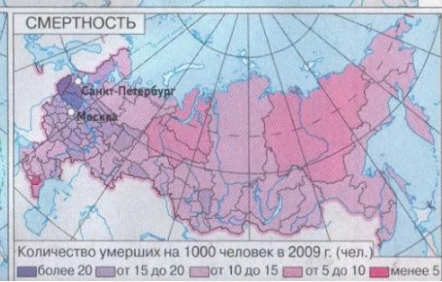 СМЕРТНОСТЬ
Санкт-Петербург
Москва
Количество умерших на 1000 человек в 2009 г. (чел.)
более 20 от 15 до 20 от 10 до 15 от 5 до 10 менее 5